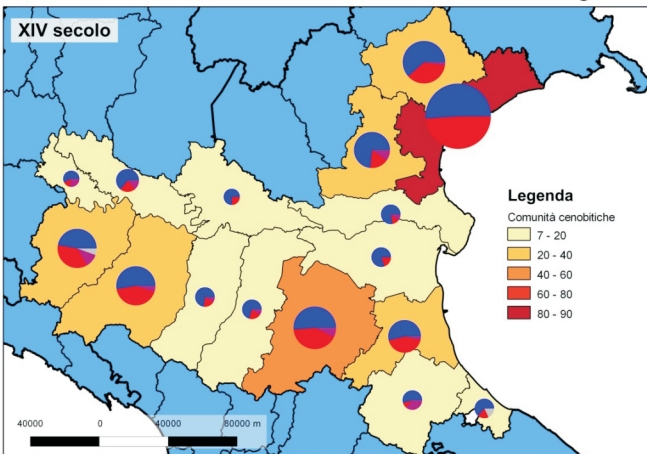 XIV secolo
Legenda
Comunità cenobitiche
7 - 20
20 - 40
40 - 60
60 - 80
80 - 90
40000 0 40000 80000 m